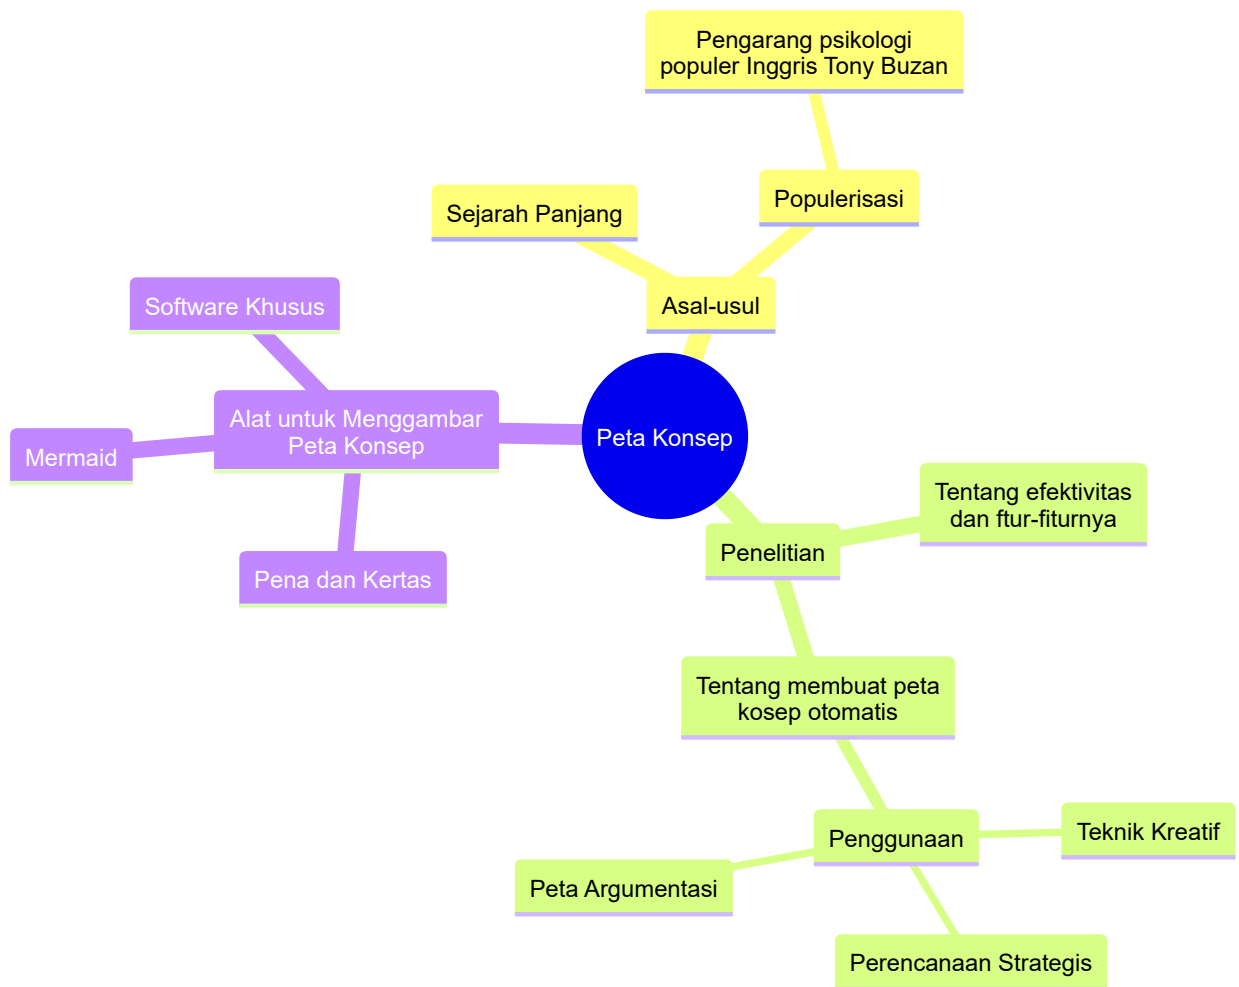 Pengarang psikologi
populer Inggris Tony Buzan
Populerisasi
Sejarah Panjang
Asal-usul
Software Khusus
Alat untuk Menggambar
Peta Konsep
Mermaid
Pena dan Kertas
Peta Konsep
Tentang efektivitas
dan ftur-fiturnya
Penelitian
Tentang membuat peta
kosep otomatis
Penggunaan
Teknik Kreatif
Peta Argumentasi
Perencanaan Strategis